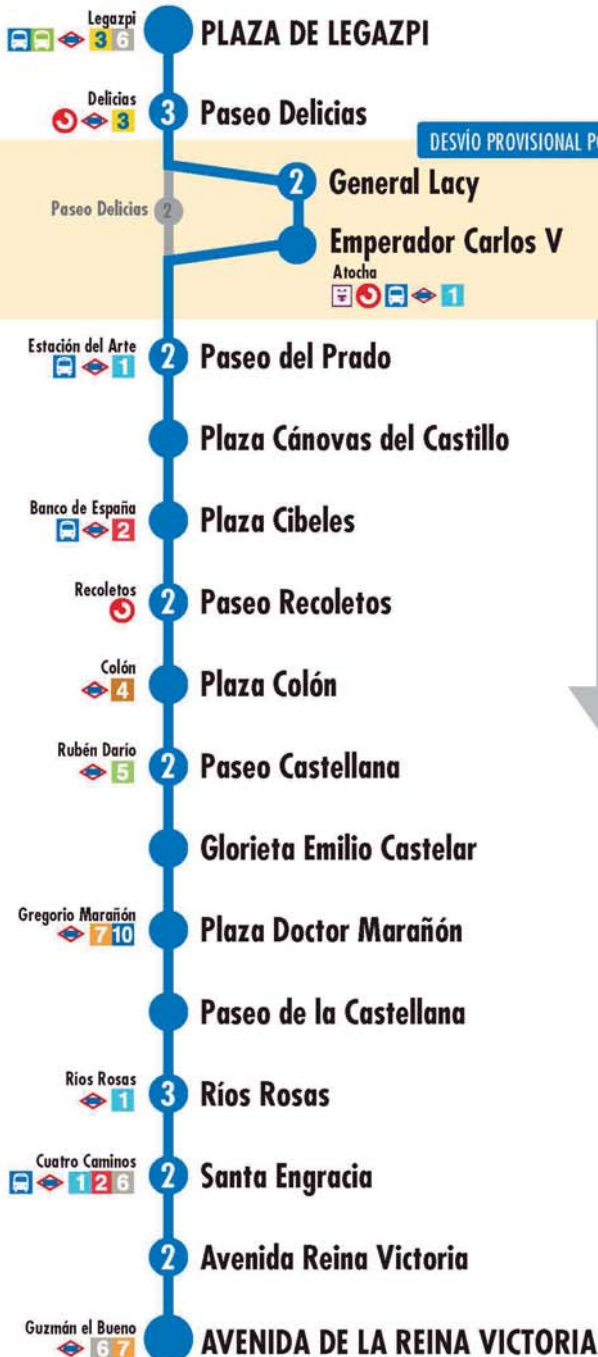 Legazpi
3 6
PLAZA DE LEGAZPI
Delicias
3
3
Paseo Delicias
DESVÍO PROVISIONAL
Paseo Delicias 2
2 General Lacy
Emperador Carlos V
Atocha
1
Estación del Arte
1
2
Paseo del Prado
Plaza Cánovas del Castillo
Banco de España
2
Plaza Cibeles
Recoletos
2 Paseo Recoletos
Colón
4
Plaza Colón
Rubén Darío
5
2
Paseo Castellana
Glorieta Emilio Castelar
Gregorio Marañón
7 10
Plaza Doctor Marañón
Paseo de la Castellana
Ríos Rosas
1
3
Ríos Rosas
Cuatro Caminos
1 2 6
2
Santa Engracia
2 Avenida Reina Victoria
Guzmán el Bueno
6 7
AVENIDA DE LA REINA VICTORIA